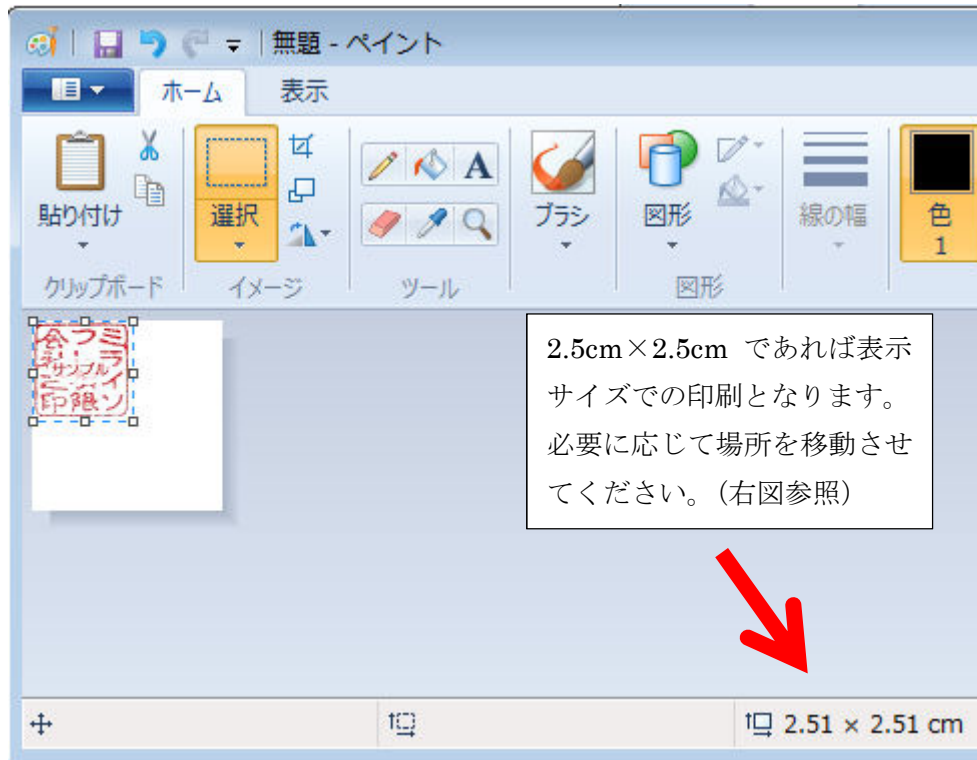 無題 - ペイント
ホーム 表示
貼り付け 選択 A ブラシ 図形 線の幅 色
1
クリップボード イメージ ツール 図形
サンプル
2.5cm×2.5cm であれば表示
サイズでの印刷となります。
必要に応じて場所を移動させ
てください。(右図参照)
2.51 × 2.51 cm